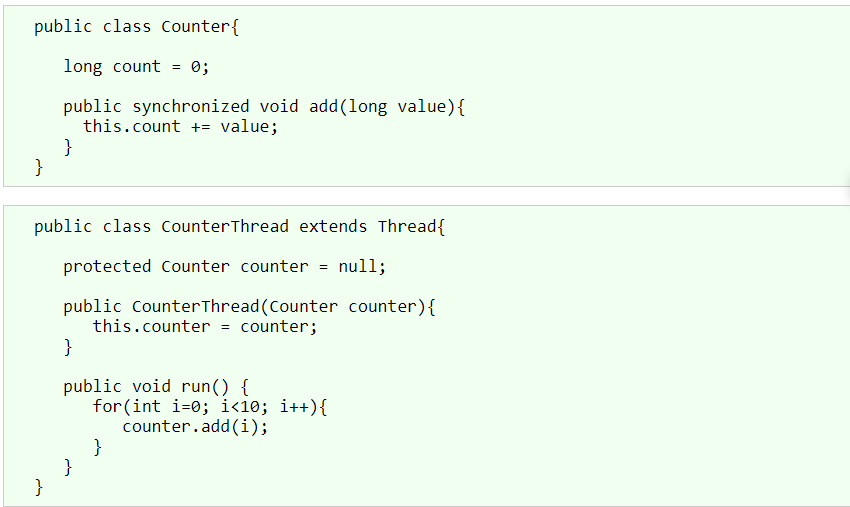 public class Counter{
long count = 0;
public synchronized void add(long value){
this.count += value;
}
}
public class CounterThread extends Thread{
protected Counter counter = null;
public CounterThread(Counter counter){
this.counter = counter;
}
public void run() {
for(int i=0; i<10; i++){
counter.add(i);
}
}
}